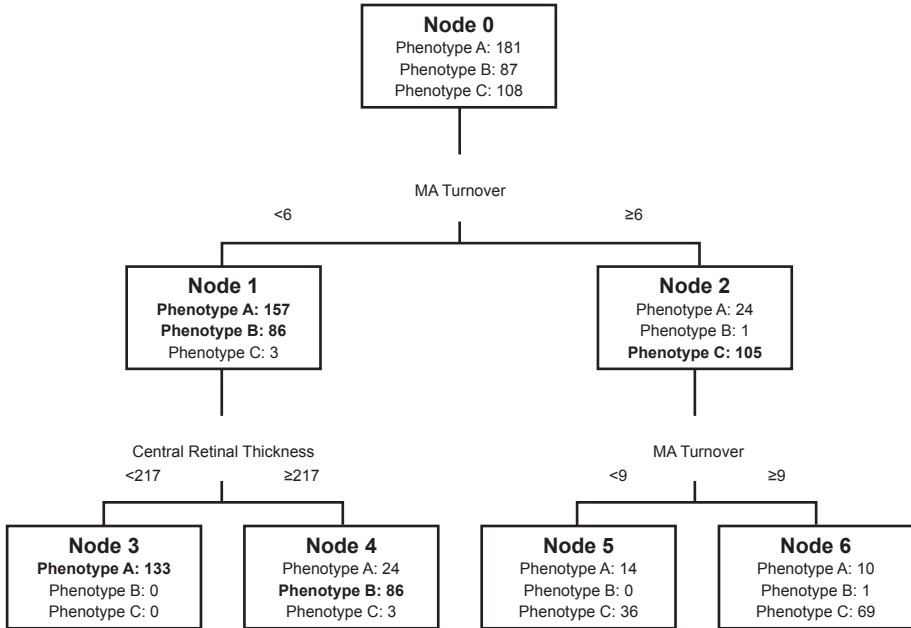 Node 0
Phenotype A: 181
Phenotype B: 87
Phenotype C: 108
MA Turnover
<6
≥6
Node 1
Phenotype A: 157
Phenotype B: 86
Phenotype C: 3
Node 2
Phenotype A: 24
Phenotype B: 1
Phenotype C: 105
Central Retinal Thickness
<217
≥217
MA Turnover
<9
≥9
Node 3
Phenotype A: 133
Phenotype B: 0
Phenotype C: 0
Node 4
Phenotype A: 24
Phenotype B: 86
Phenotype C: 3
Node 5
Phenotype A: 14
Phenotype B: 0
Phenotype C: 36
Node 6
Phenotype A: 10
Phenotype B: 1
Phenotype C: 69